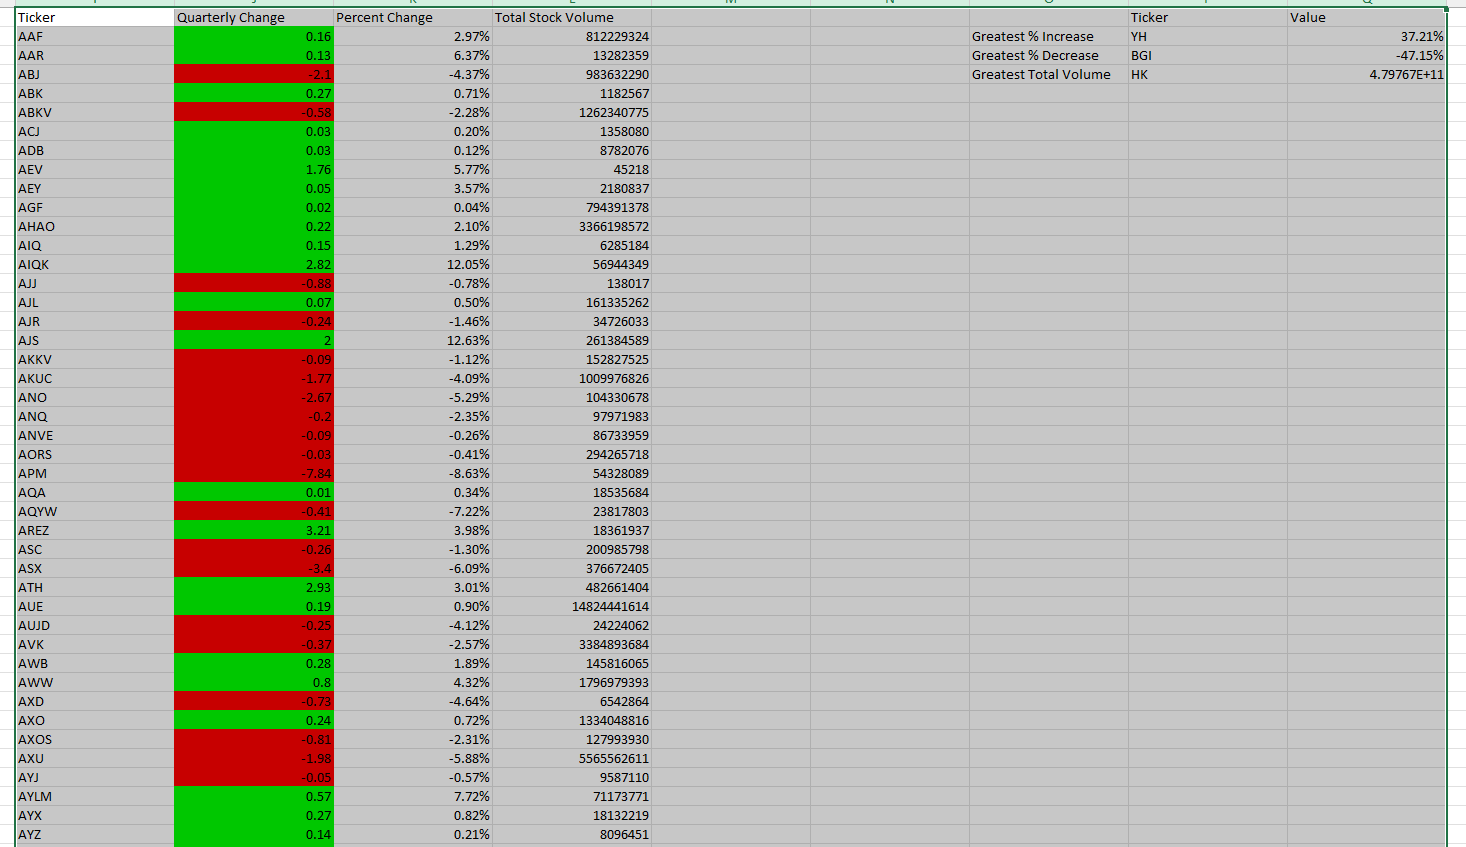 Ticker Quarterly Change Percent Change Total Stock Volume Ticker Value
AAF 0.16 2.97% 812229324 Greatest % Increase YH 37.21%
AAR 0.13 6.37% 13282359 Greatest % Decrease BGI -47.15%
ABJ -2.1 -4.37% 983632290 Greatest Total Volume HK 4.79767E+11
ABK 0.27 0.71% 1182567
ABKV -0.58 -2.28% 1262340775
ACJ 0.03 0.20% 1358080
ADB 0.03 0.12% 8782076
AEV 1.76 5.77% 45218
AEY 0.05 3.57% 2180837
AGF 0.02 0.04% 794391378
AHAO 0.22 2.10% 3366198572
AIQ 0.15 1.29% 6285184
AIQK 2.82 12.05% 56944349
AJJ -0.88 -0.78% 138017
AJL 0.07 0.50% 161335262
AJR -0.24 -1.46% 34726033
AJS 2 12.63% 261384589
AKKV -0.09 -1.12% 152827525
AKUC -1.77 -4.09% 1009976826
ANO -2.67 -5.29% 104330678
ANQ -0.2 -2.35% 97971983
ANVE -0.09 -0.26% 86733959
AORS -0.03 -0.41% 294265718
APM -7.84 -8.63% 54328089
AQA 0.01 0.34% 18535684
AQYW -0.41 -7.22% 23817803
AREZ 3.21 3.98% 18361937
ASC -0.26 -1.30% 200985798
ASX -3.4 -6.09% 376672405
ATH 2.93 3.01% 482661404
AUE 0.19 0.90% 14824441614
AUJD -0.25 -4.12% 24224062
AVK -0.37 -2.57% 3384893684
AWB 0.28 1.89% 145816065
AWW 0.8 4.32% 1796979393
AXD -0.73 -4.64% 6542864
AXO 0.24 0.72% 1334048816
AXOS -0.81 -2.31% 127993930
AXU -1.98 -5.88% 5565562611
AYJ -0.05 -0.57% 9587110
AYLM 0.57 7.72% 71173771
AYX 0.27 0.82% 18132219
AYZ 0.14 0.21% 8096451